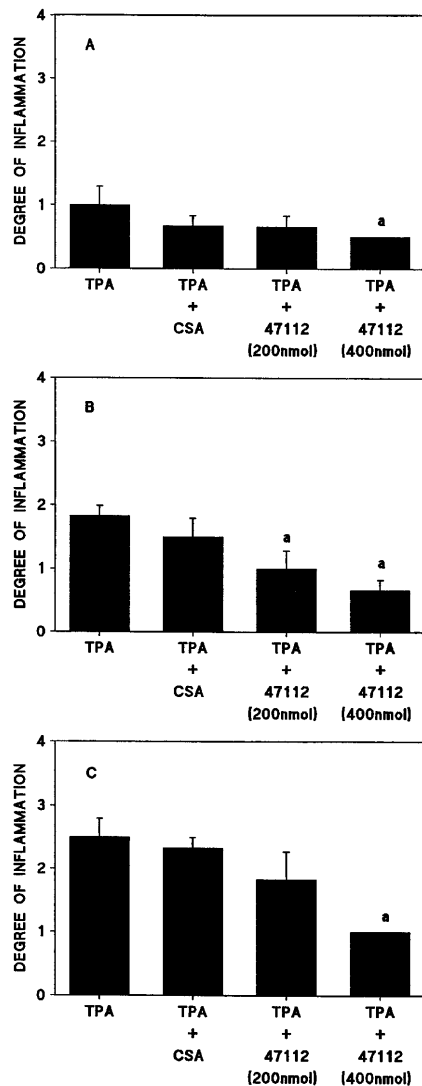 A
DEGREE OF INFLAMMATION
4
3
2
1
0
a
TPA TPA TPA TPA
+ + +
CSA 47112 47112
(200nmol) (400nmol)
B
DEGREE OF INFLAMMATION
4
3
2
1
0
a a
TPA TPA TPA TPA
+ + +
CSA 47112 47112
(200nmol) (400nmol)
C
DEGREE OF INFLAMMATION
4
3
2
1
0
a
TPA TPA TPA TPA
+ + +
CSA 47112 47112
(200nmol) (400nmol)